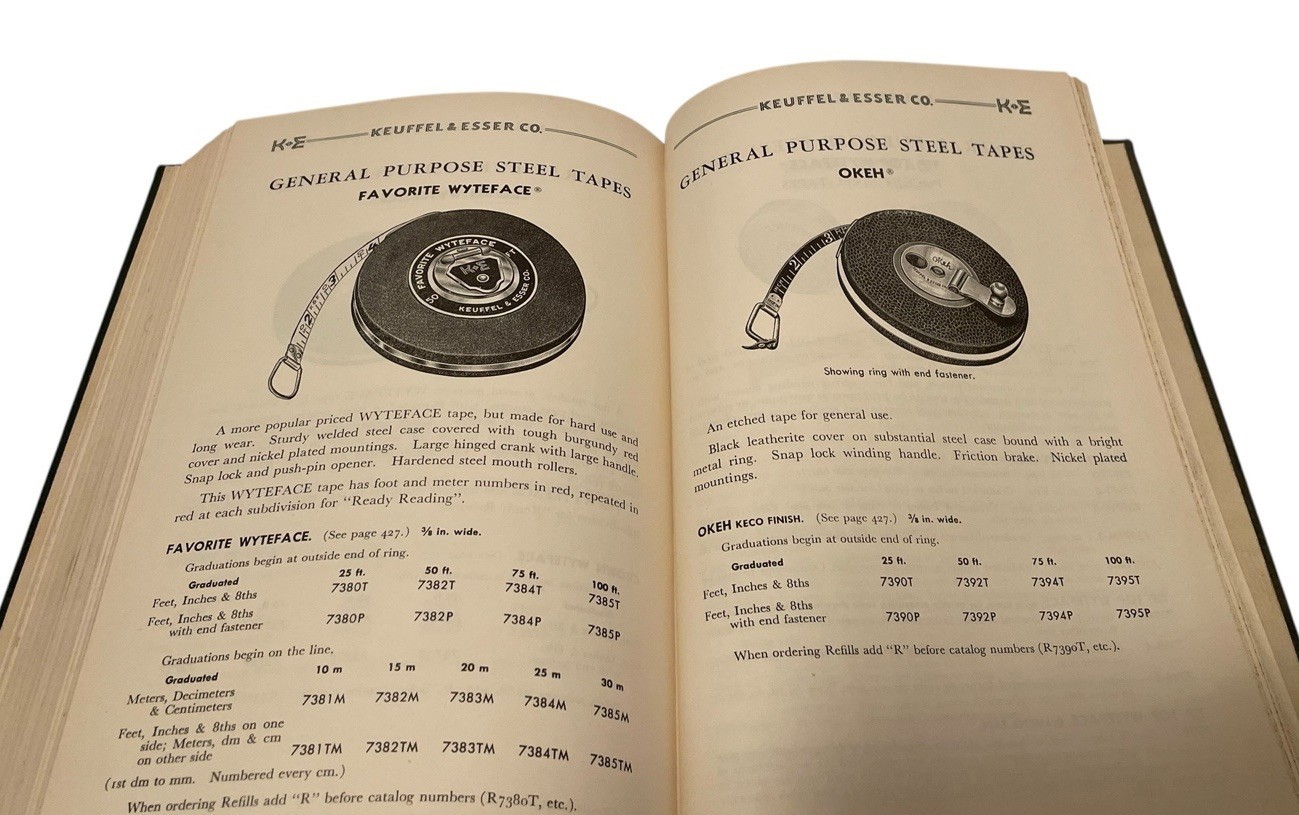 K+E KEUFFEL & ESSER CO.
GENERAL PURPOSE STEEL TAPES
FAVORITE WYTEFACE®
2 3 4
FAVORITE WYTEFACE
50 FT
K+E
KEUFFEL & ESSER CO.
A more popular priced WYTEFACE tape, but made for hard use and
long wear. Sturdy welded steel case covered with tough burgundy red
cover and nickel plated mountings. Large hinged crank with large handle.
Snap lock and push-pin opener. Hardened steel mouth rollers.
This WYTEFACE tape has foot and meter numbers in red, repeated in
red at each subdivision for "Ready Reading".
FAVORITE WYTEFACE. (See page 427.) ⅜ in. wide.
Graduations begin at outside end of ring.
Graduated 25 ft. 50 ft. 75 ft. 100 ft.
Feet, Inches & 8ths 7380T 7382T 7384T 7385T
Feet, Inches & 8ths
with end fastener 7380P 7382P 7384P 7385P
Graduations begin on the line.
Graduated 10 m 15 m 20 m 25 m 30 m
Meters, Decimeters
& Centimeters 7381M 7382M 7383M 7384M 7385M
Feet, Inches & 8ths on one
side; Meters, dm & cm
on other side 7381TM 7382TM 7383TM 7384TM 7385TM
(1st dm to mm. Numbered every cm.)
When ordering Refills add "R" before catalog numbers (R7380T, etc.).
KEUFFEL & ESSER CO. K+E
GENERAL PURPOSE STEEL TAPES
OKEH®
2 3
Okeh
Showing ring with end fastener.
An etched tape for general use.
Black leatherite cover on substantial steel case bound with a bright
metal ring. Snap lock winding handle. Friction brake. Nickel plated
mountings.
OKEH KECO FINISH. (See page 427.) ⅜ in. wide.
Graduations begin at outside end of ring.
Graduated 25 ft. 50 ft. 75 ft. 100 ft.
Feet, Inches & 8ths 7390T 7392T 7394T 7395T
Feet, Inches & 8ths
with end fastener 7390P 7392P 7394P 7395P
When ordering Refills add "R" before catalog numbers (R7390T, etc.).